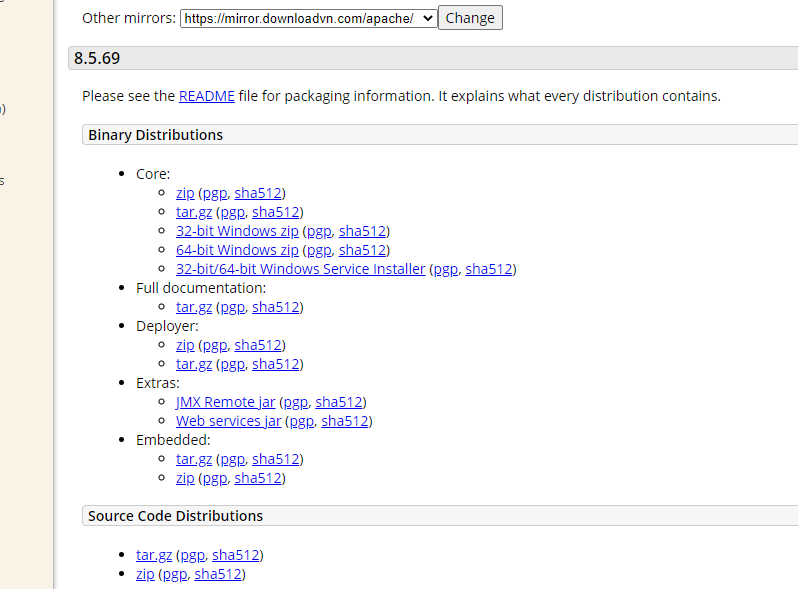 Other mirrors: https://mirror.downloadvn.com/apache/ Change
8.5.69
Please see the README file for packaging information. It explains what every distribution contains.
)
Binary Distributions
Core:
s
zip (pgp, sha512)
tar.gz (pgp, sha512)
32-bit Windows zip (pgp, sha512)
64-bit Windows zip (pgp, sha512)
32-bit/64-bit Windows Service Installer (pgp, sha512)
Full documentation:
tar.gz (pgp, sha512)
Deployer:
zip (pgp, sha512)
tar.gz (pgp, sha512)
Extras:
JMX Remote jar (pgp, sha512)
Web services jar (pgp, sha512)
Embedded:
tar.gz (pgp, sha512)
zip (pgp, sha512)
Source Code Distributions
tar.gz (pgp, sha512)
zip (pgp, sha512)